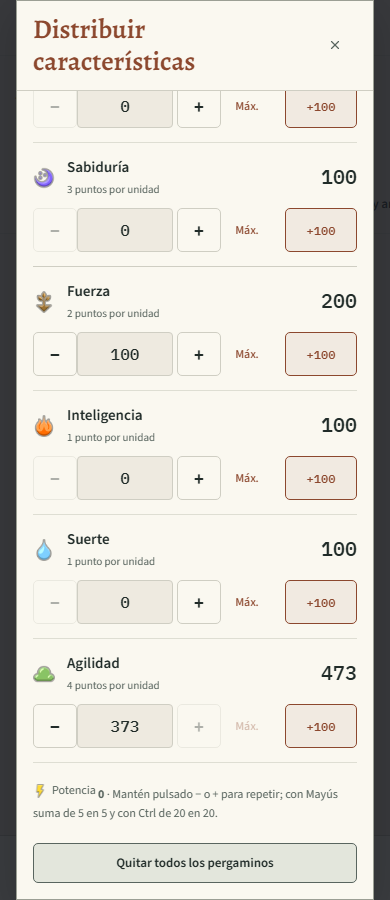 Distribuir
características
×
− 0 + Máx. +100
Sabiduría
3 puntos por unidad
100
− 0 + Máx. +100
Fuerza
2 puntos por unidad
200
− 100 + Máx. +100
Inteligencia
1 punto por unidad
100
− 0 + Máx. +100
Suerte
1 punto por unidad
100
− 0 + Máx. +100
Agilidad
4 puntos por unidad
473
− 373 + Máx. +100
Potencia 0 · Mantén pulsado − o + para repetir; con Mayús
suma de 5 en 5 y con Ctrl de 20 en 20.
Quitar todos los pergaminos